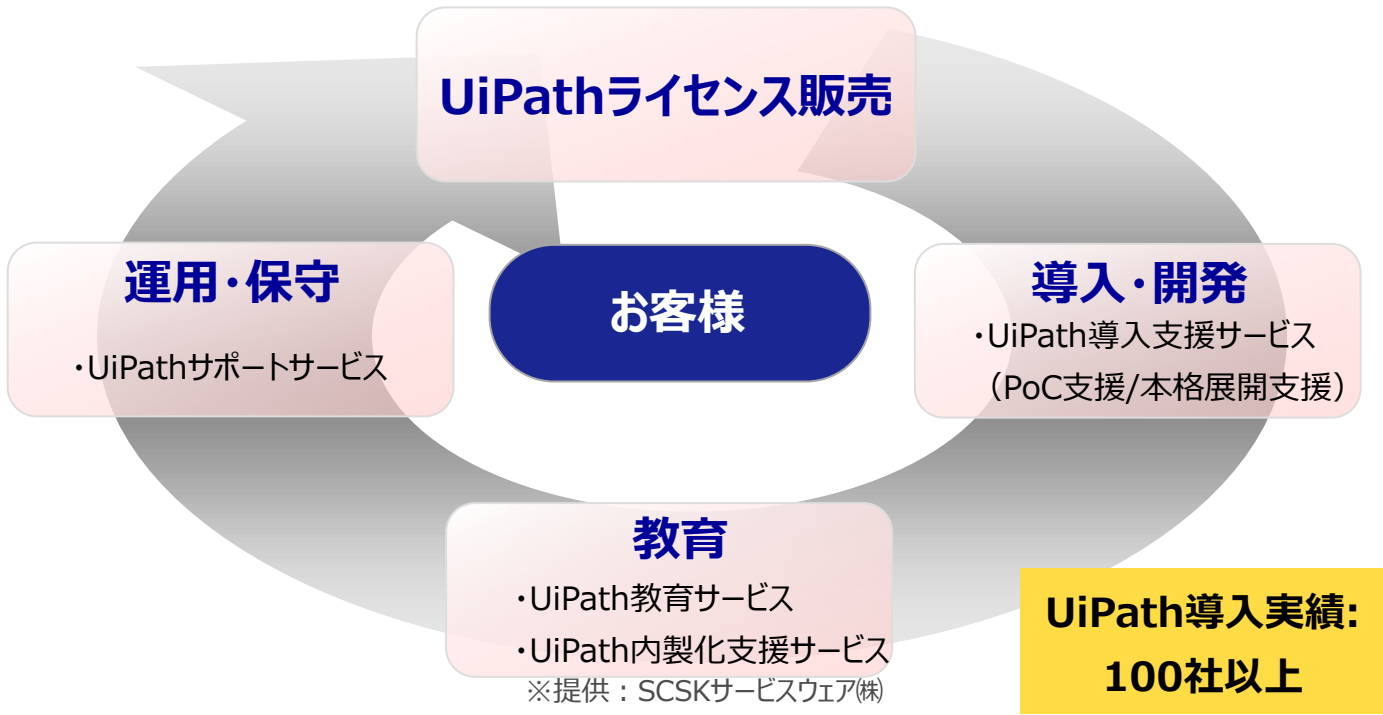 UiPathライセンス販売
運用・保守
・UiPathサポートサービス
お客様
導入・開発
・UiPath導入支援サービス
（PoC支援/本格展開支援）
教育
・UiPath教育サービス
・UiPath内製化支援サービス
※提供：SCSKサービスウェア㈱
UiPath導入実績:
100社以上